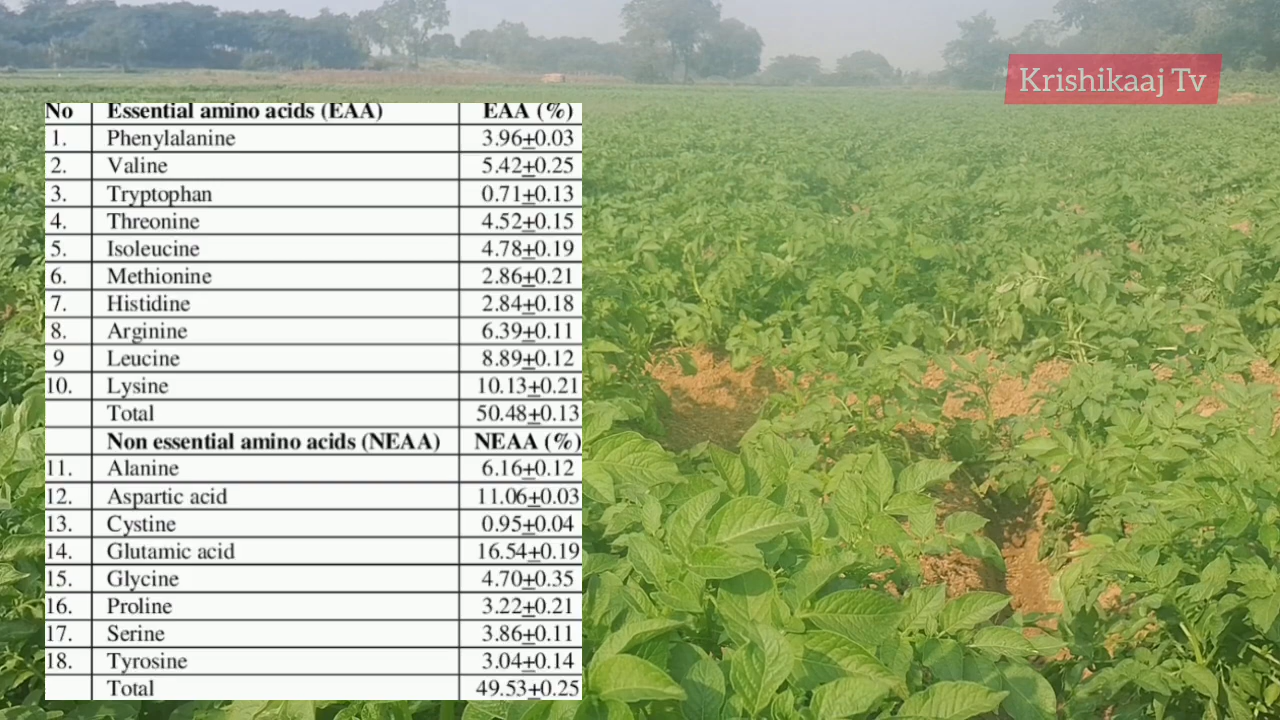 Krishikaaj Tv
No Essential amino acids (EAA) EAA (%)
1. Phenylalanine 3.96±0.03
2. Valine 5.42±0.25
3. Tryptophan 0.71±0.13
4. Threonine 4.52±0.15
5. Isoleucine 4.78±0.19
6. Methionine 2.86±0.21
7. Histidine 2.84±0.18
8. Arginine 6.39±0.11
9 Leucine 8.89±0.12
10. Lysine 10.13±0.21
Total 50.48±0.13
Non essential amino acids (NEAA) NEAA (%)
11. Alanine 6.16±0.12
12. Aspartic acid 11.06±0.03
13. Cystine 0.95±0.04
14. Glutamic acid 16.54±0.19
15. Glycine 4.70±0.35
16. Proline 3.22±0.21
17. Serine 3.86±0.11
18. Tyrosine 3.04±0.14
Total 49.53±0.25